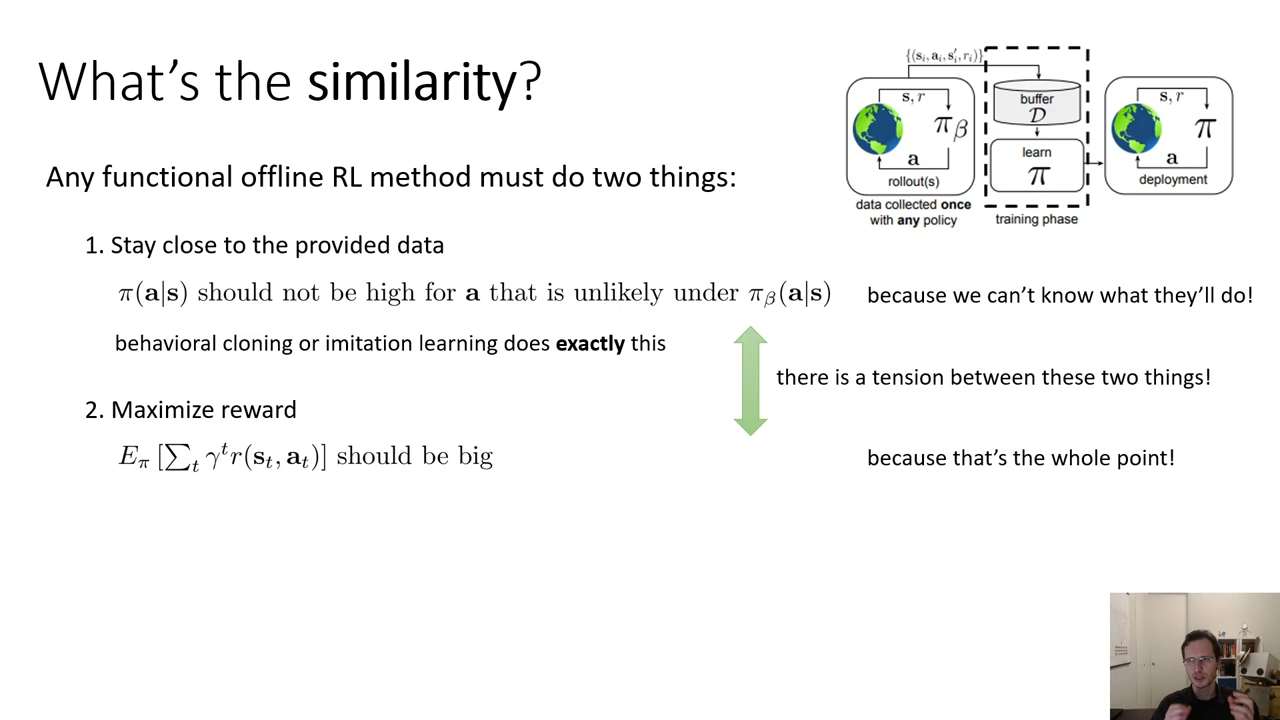 What's the similarity?
Any functional offline RL method must do two things:
1. Stay close to the provided data
π(a|s) should not be high for a that is unlikely under π_β(a|s)
because we can't know what they'll do!
behavioral cloning or imitation learning does exactly this
there is a tension between these two things!
2. Maximize reward
E_π [∑_t γ^t r(s_t, a_t)] should be big
because that's the whole point!
{(s_i, a_i, s'_i, r_i)}
s, r
π_β
a
rollout(s)
data collected once
with any policy
buffer
D
learn
π
training phase
s, r
π
a
deployment